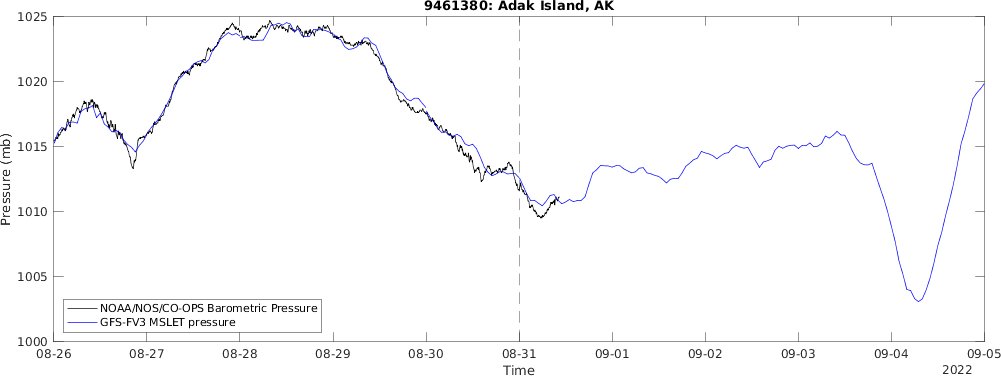 9461380: Adak Island, AK
Pressure (mb)
1025
1020
1015
1010
1005
1000
NOAA/NOS/CO-OPS Barometric Pressure
GFS-FV3 MSLET pressure
08-26 08-27 08-28 08-29 08-30 08-31 09-01 09-02 09-03 09-04 09-05
Time
2022